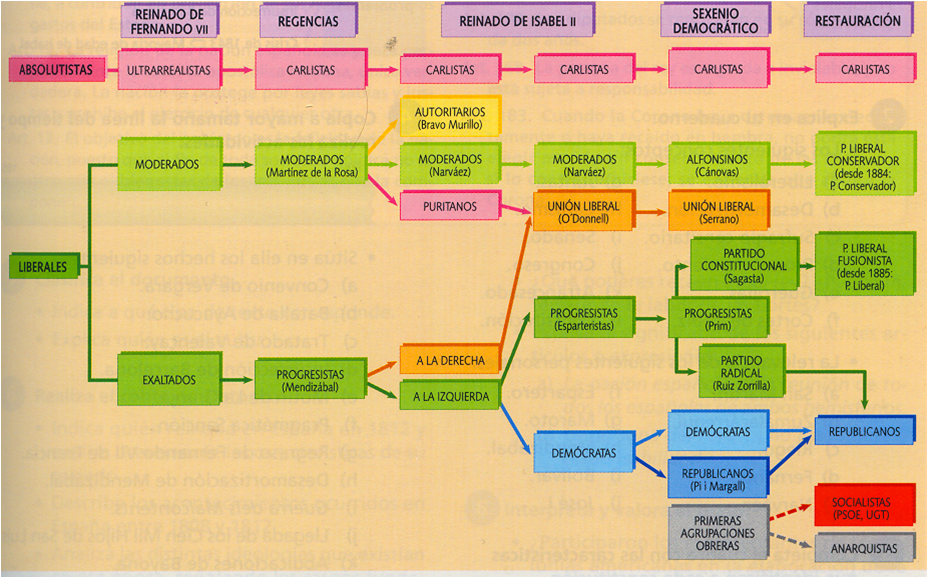 REINADO DE
FERNANDO VII
REGENCIAS
REINADO DE ISABEL II
SEXENIO
DEMOCRÁTICO
RESTAURACIÓN
ABSOLUTISTAS
ULTRARREALISTAS
CARLISTAS
CARLISTAS
CARLISTAS
CARLISTAS
CARLISTAS
AUTORITARIOS
(Bravo Murillo)
MODERADOS
MODERADOS
(Martínez de la Rosa)
MODERADOS
(Narváez)
MODERADOS
(Narváez)
ALFONSINOS
(Cánovas)
P. LIBERAL
CONSERVADOR
(desde 1884:
P. Conservador)
PURITANOS
UNIÓN LIBERAL
(O'Donnell)
UNIÓN LIBERAL
(Serrano)
LIBERALES
PARTIDO
CONSTITUCIONAL
(Sagasta)
P. LIBERAL
FUSIONISTA
(desde 1885:
P. Liberal)
PROGRESISTAS
(Esparteristas)
PROGRESISTAS
(Prim)
EXALTADOS
PROGRESISTAS
(Mendizábal)
A LA DERECHA
A LA IZQUIERDA
PARTIDO
RADICAL
(Ruiz Zorrilla)
DEMÓCRATAS
DEMÓCRATAS
REPUBLICANOS
(Pi i Margall)
REPUBLICANOS
PRIMERAS
AGRUPACIONES
OBRERAS
SOCIALISTAS
(PSOE, UGT)
ANARQUISTAS